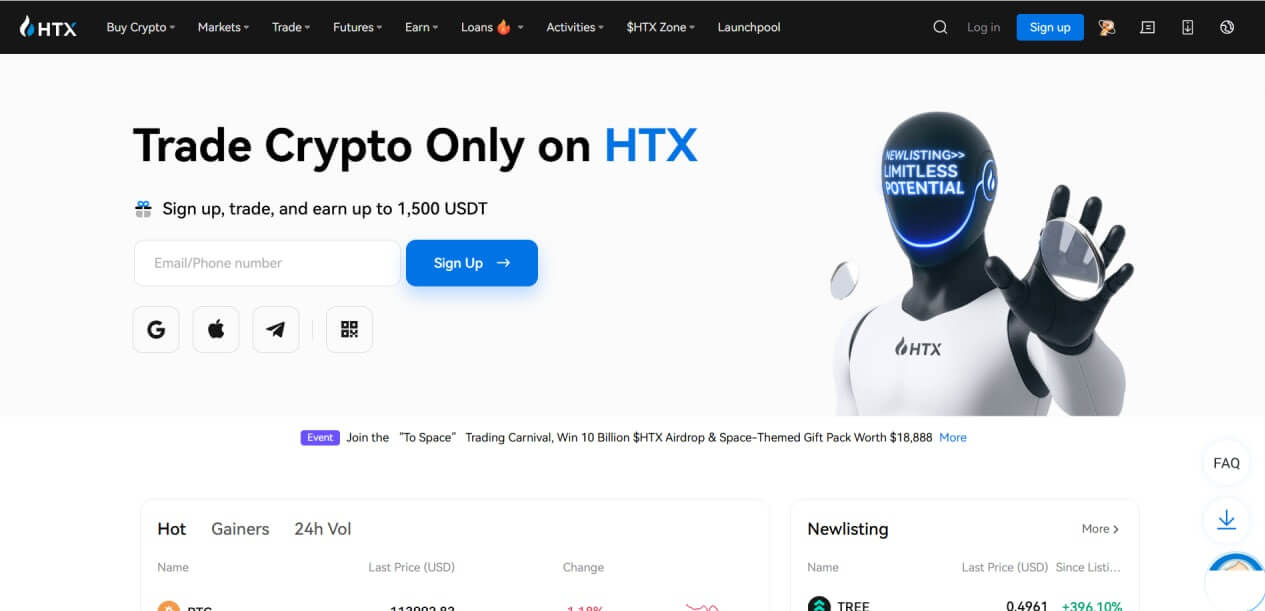 HTX Buy Crypto Markets Trade Futures Earn Loans Activities $HTX Zone Launchpool Log in Sign up
Trade Crypto Only on HTX
Sign up, trade, and earn up to 1,500 USDT
Email/Phone number Sign Up →
G
NEWLISTING>>
LIMITLESS
POTENTIAL
HTX
Event Join the “To Space” Trading Carnival, Win 10 Billion $HTX Airdrop & Space-Themed Gift Pack Worth $18,888 More
FAQ
Hot Gainers 24h Vol
Name Last Price (USD) Change
BTC 113992.83 -1.18%
Newlisting More >
Name Last Price (USD) Since Listi...
TREE 0.4961 +396.10%